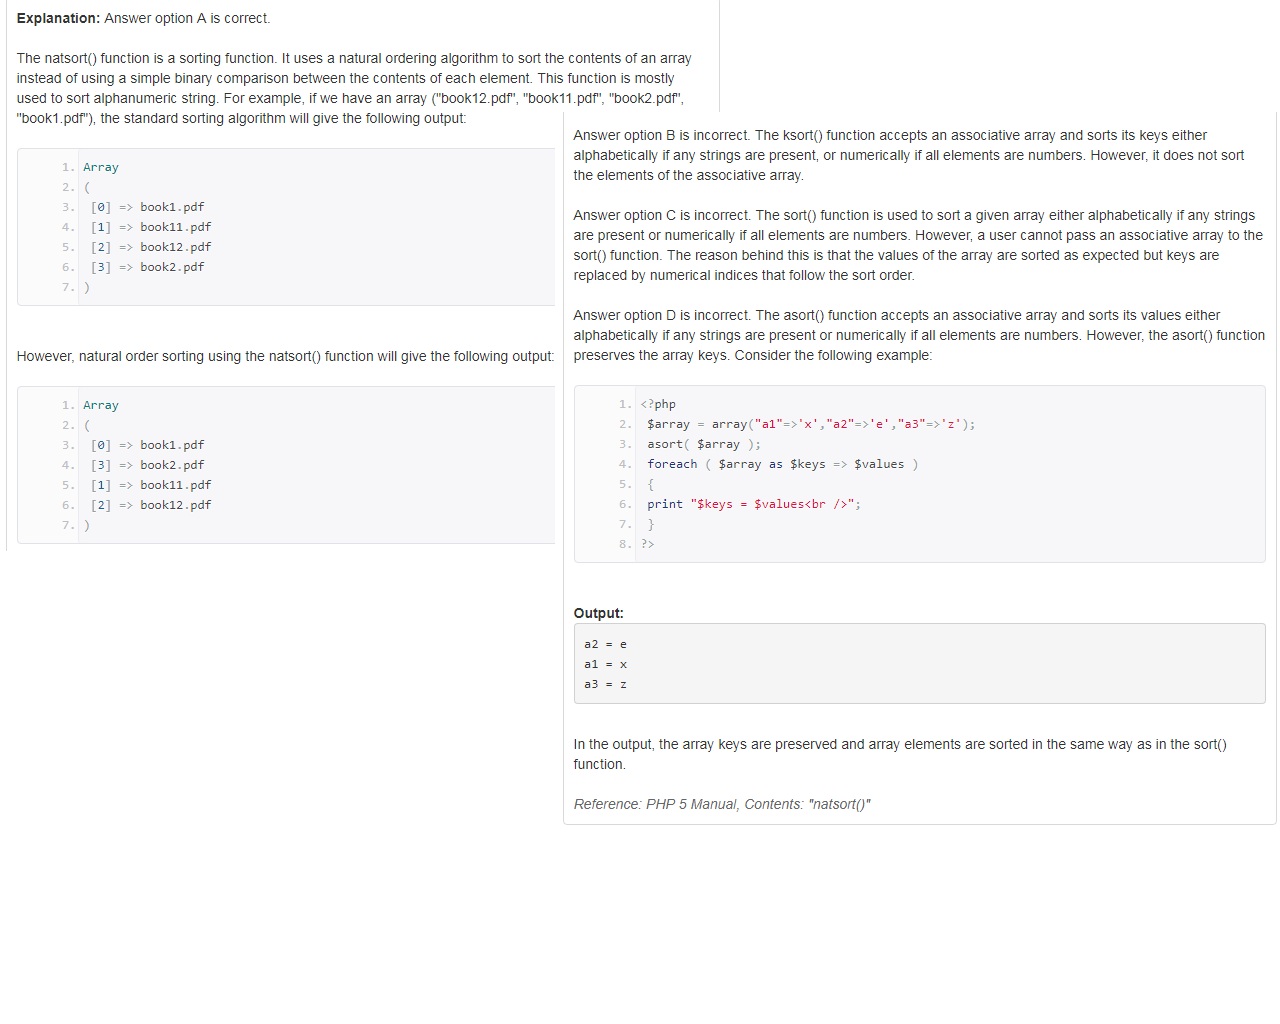 Explanation: Answer option A is correct.
The natsort() function is a sorting function. It uses a natural ordering algorithm to sort the contents of an array
instead of using a simple binary comparison between the contents of each element. This function is mostly
used to sort alphanumeric string. For example, if we have an array ("book12.pdf", "book11.pdf", "book2.pdf",
"book1.pdf"), the standard sorting algorithm will give the following output:
1. Array
2. (
3. [0] => book1.pdf
4. [1] => book11.pdf
5. [2] => book12.pdf
6. [3] => book2.pdf
7. )
However, natural order sorting using the natsort() function will give the following output:
1. Array
2. (
3. [0] => book1.pdf
4. [3] => book2.pdf
5. [1] => book11.pdf
6. [2] => book12.pdf
7. )
Answer option B is incorrect. The ksort() function accepts an associative array and sorts its keys either
alphabetically if any strings are present, or numerically if all elements are numbers. However, it does not sort
the elements of the associative array.
Answer option C is incorrect. The sort() function is used to sort a given array either alphabetically if any strings
are present or numerically if all elements are numbers. However, a user cannot pass an associative array to the
sort() function. The reason behind this is that the values of the array are sorted as expected but keys are
replaced by numerical indices that follow the sort order.
Answer option D is incorrect. The asort() function accepts an associative array and sorts its values either
alphabetically if any strings are present or numerically if all elements are numbers. However, the asort() function
preserves the array keys. Consider the following example:
1. <?php
2. $array = array("a1"=>'x',"a2"=>'e',"a3"=>'z');
3. asort( $array );
4. foreach ( $array as $keys => $values )
5. {
6. print "$keys = $values<br />";
7. }
8. ?>
Output:
a2 = e
a1 = x
a3 = z
In the output, the array keys are preserved and array elements are sorted in the same way as in the sort()
function.
Reference: PHP 5 Manual, Contents: "natsort()"